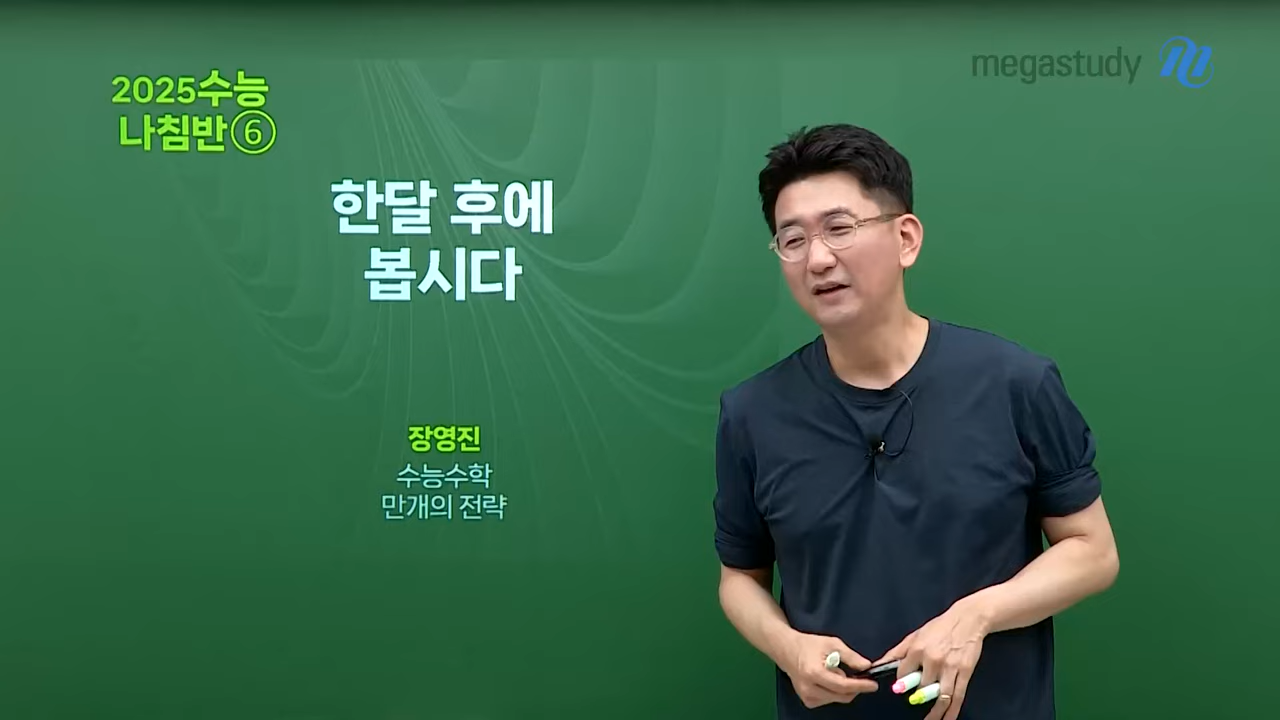 megastudy
2025수능
나침반⑥
한달 후에
봅시다
장영진
수능수학
만개의 전략